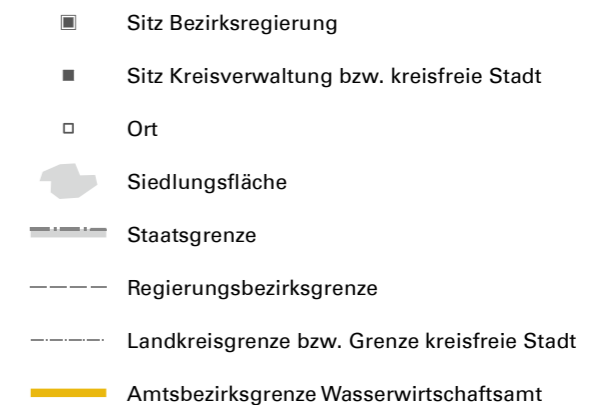 Sitz Bezirksregierung
Sitz Kreisverwaltung bzw. kreisfreie Stadt
Ort
Siedlungsfläche
Staatsgrenze
Regierungsbezirksgrenze
Landkreisgrenze bzw. Grenze kreisfreie Stadt
Amtsbezirksgrenze Wasserwirtschaftsamt